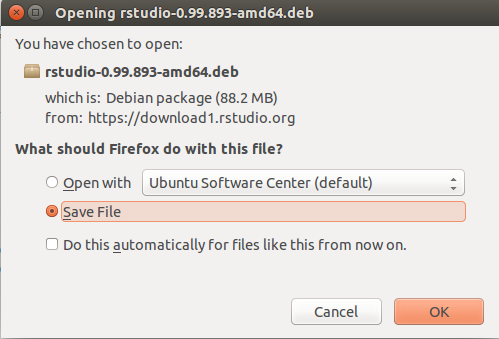 Opening rstudio-0.99.893-amd64.deb
You have chosen to open:
rstudio-0.99.893-amd64.deb
which is: Debian package (88.2 MB)
from: https://download1.rstudio.org
What should Firefox do with this file?
Open with Ubuntu Software Center (default)
Save File
Do this automatically for files like this from now on.
Cancel OK